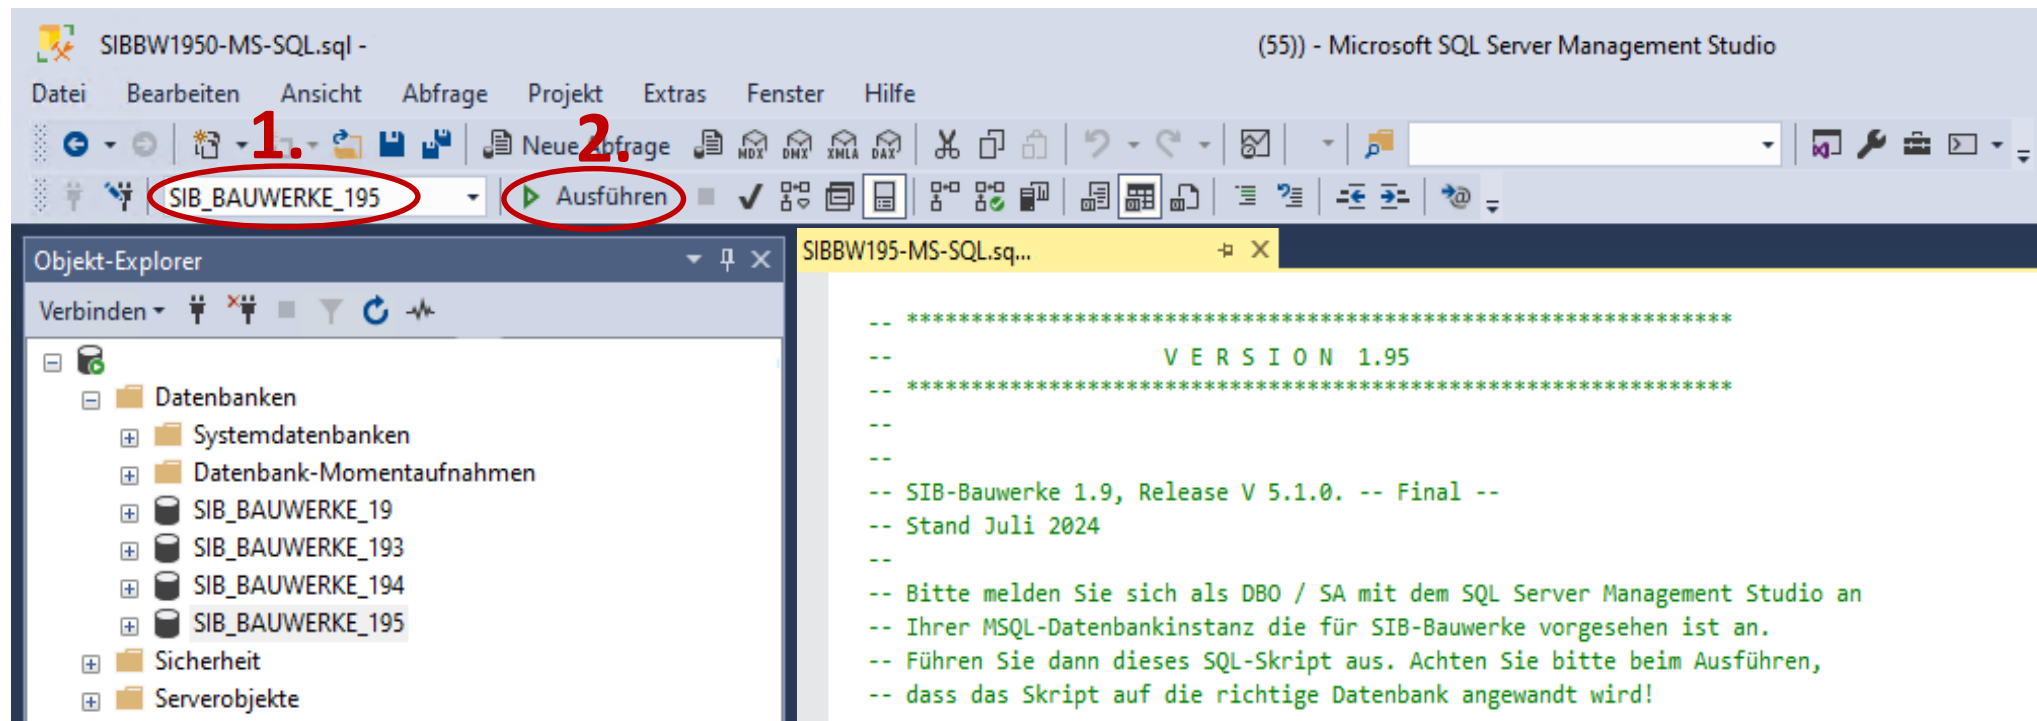 SIBBW1950-MS-SQL.sql - (55)) - Microsoft SQL Server Management Studio
Datei Bearbeiten Ansicht Abfrage Projekt Extras Fenster Hilfe
1. 2.
Neue Abfrage MDX DMX XMLA DAX
SIB_BAUWERKE_195 Ausführen
Objekt-Explorer
Verbinden
Datenbanken
Systemdatenbanken
Datenbank-Momentaufnahmen
SIB_BAUWERKE_19
SIB_BAUWERKE_193
SIB_BAUWERKE_194
SIB_BAUWERKE_195
Sicherheit
Serverobjekte
SIBBW195-MS-SQL.sq...
-- ****************************************************************
-- V E R S I O N 1.95
-- ****************************************************************
--
--
-- SIB-Bauwerke 1.9, Release V 5.1.0. -- Final --
-- Stand Juli 2024
--
-- Bitte melden Sie sich als DBO / SA mit dem SQL Server Management Studio an
-- Ihrer MSQL-Datenbankinstanz die für SIB-Bauwerke vorgesehen ist an.
-- Führen Sie dann dieses SQL-Skript aus. Achten Sie bitte beim Ausführen,
-- dass das Skript auf die richtige Datenbank angewandt wird!